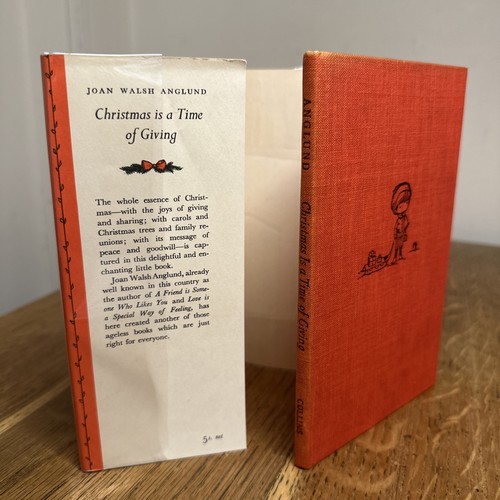 JOAN WALSH ANGLUND
Christmas is a Time
of Giving
The whole essence of Christ-
mas—with the joys of giving
and sharing; with carols and
Christmas trees and family re-
unions; with its message of
peace and goodwill—is cap-
tured in this delightful and en-
chanting little book.
Joan Walsh Anglund, already
well known in this country as
the author of A Friend is Some-
one Who Likes You and Love is
a Special Way of Feeling, has
here created another of those
ageless books which are just
right for everyone.
ANGLUND
Christmas Is a Time of Giving
COLLINS